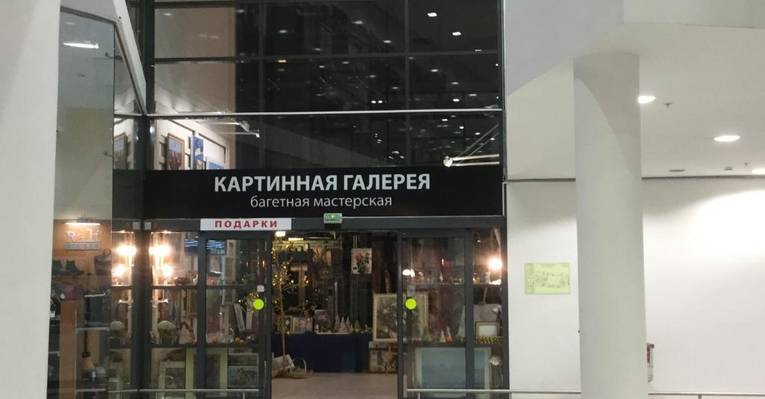 КАРТИННАЯ ГАЛЕРЕЯ
багетная мастерская
ПОДАРКИ